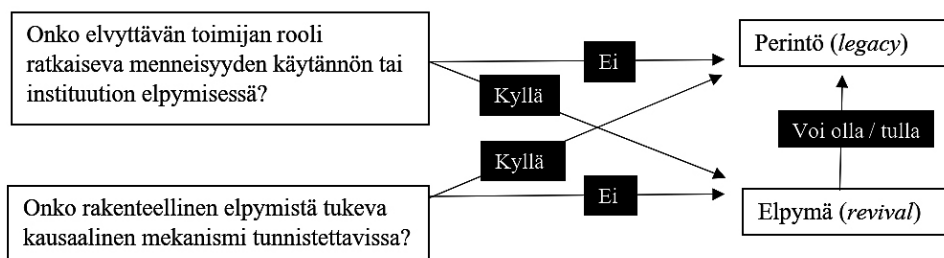 Onko elvyttävän toimijan rooli
ratkaiseva menneisyyden käytännön tai
instituution elpymisessä?
Ei
Kyllä
Perintö (legacy)
Voi olla / tulla
Kyllä
Ei
Onko rakenteellinen elpymistä tukeva
kausaalinen mekanismi tunnistettavissa?
Elpymä (revival)